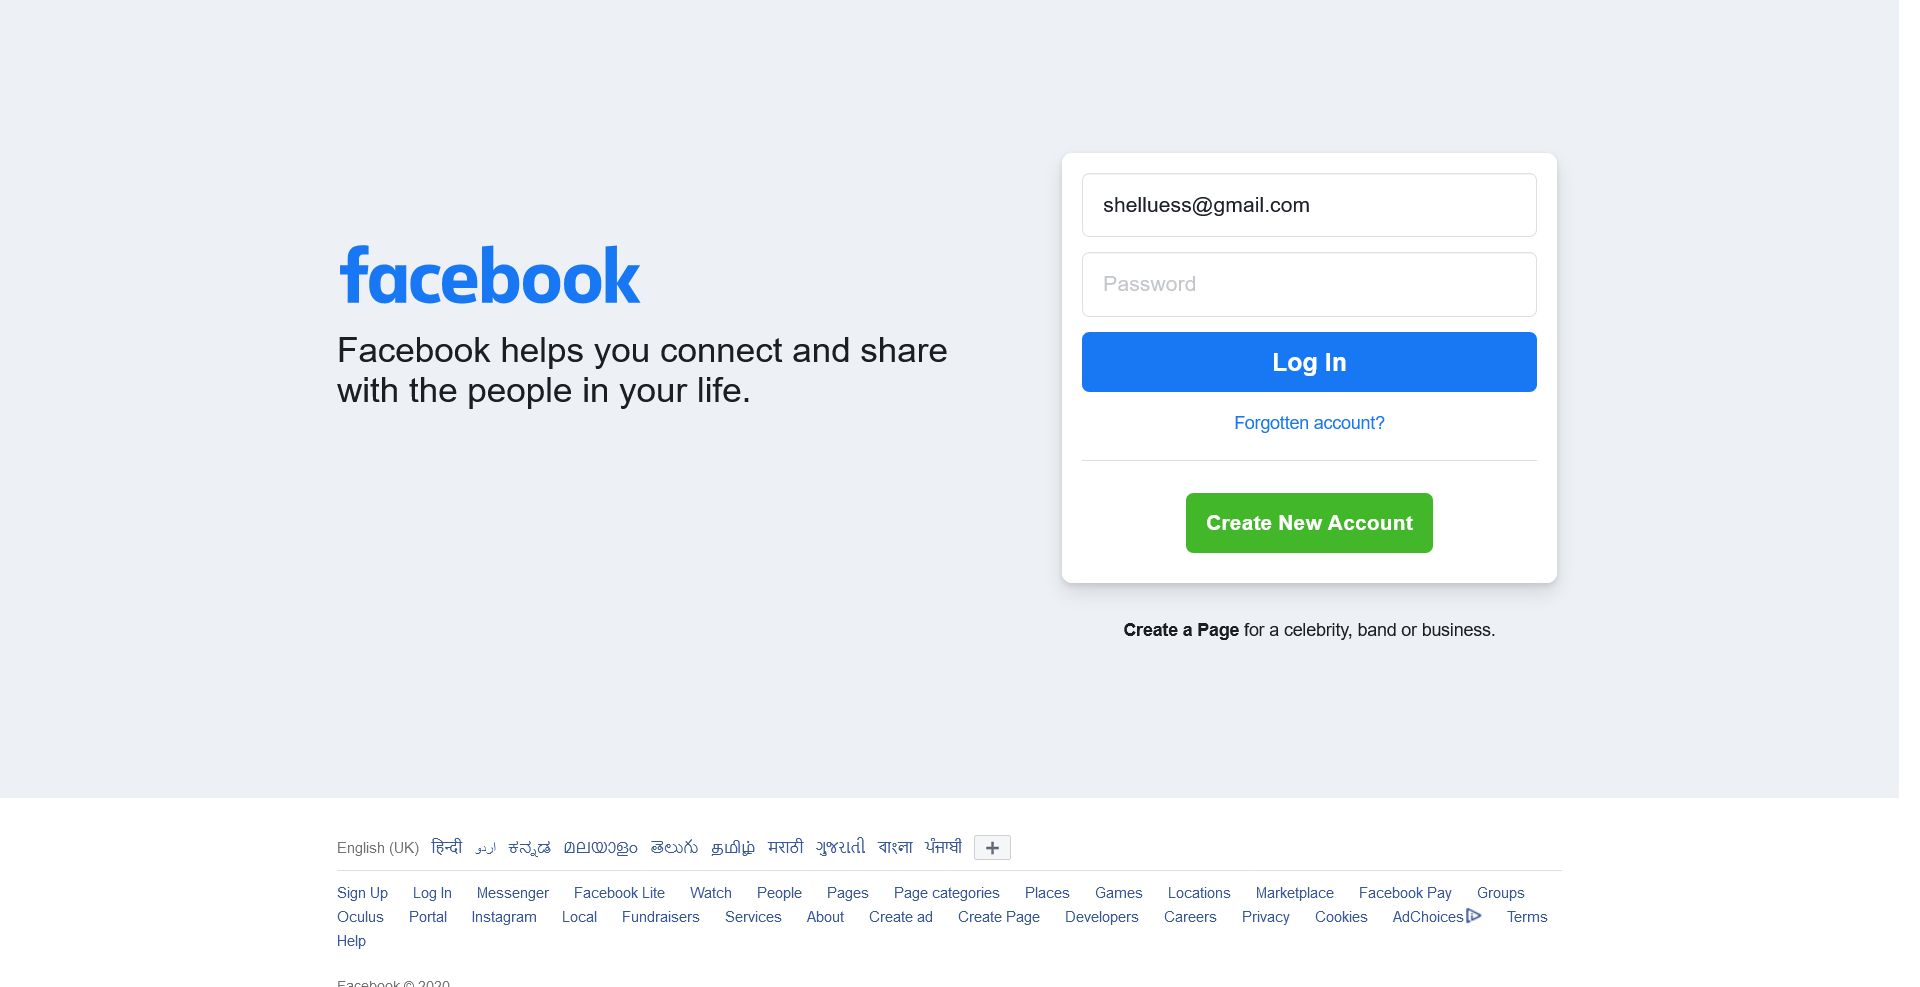 facebook
Facebook helps you connect and share
with the people in your life.
shelluess@gmail.com
Password
Log In
Forgotten account?
Create New Account
Create a Page for a celebrity, band or business.
English (UK) हिन्दी اردو ಕನ್ನಡ മലയാളം తెలుగు தமிழ் मराठी ગુજરાતી বাংলা ਪੰਜਾਬੀ
Sign Up Log In Messenger Facebook Lite Watch People Pages Page categories Places Games Locations Marketplace Facebook Pay Groups
Oculus Portal Instagram Local Fundraisers Services About Create ad Create Page Developers Careers Privacy Cookies AdChoices Terms
Help
Facebook © 2020